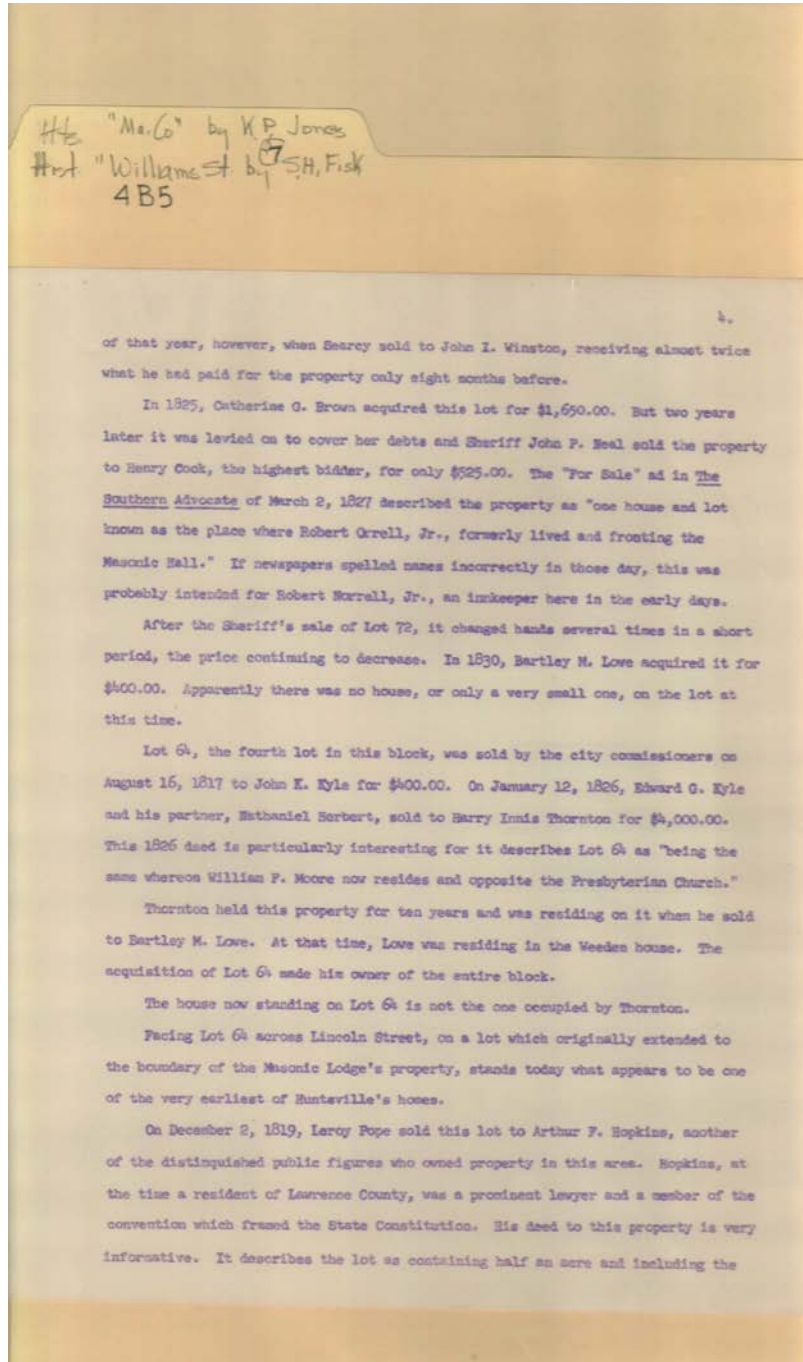 Hts "Ma. Co" by K.P. Jones
Hist "Williams St. by S.H. Fisk
7
4B5
4.
of that year, however, when Searcy sold to John I. Winston, receiving almost twice
what he had paid for the property only eight months before.
In 1825, Catherine G. Brown acquired this lot for $1,650.00. But two years
later it was levied on to cover her debts and Sheriff John P. Neal sold the property
to Henry Cook, the highest bidder, for only $525.00. The "For Sale" ad in The
Southern Advocate of March 2, 1827 described the property as "one house and lot
known as the place where Robert Orrell, Jr., formerly lived and fronting the
Masonic Hall." If newspapers spelled names incorrectly in those day, this was
probably intended for Robert Norrell, Jr., an innkeeper here in the early days.
After the Sheriff's sale of Lot 72, it changed hands several times in a short
period, the price continuing to decrease. In 1830, Bartley M. Lowe acquired it for
$400.00. Apparently there was no house, or only a very small one, on the lot at
this time.
Lot 64, the fourth lot in this block, was sold by the city commissioners on
August 16, 1817 to John K. Kyle for $400.00. On January 12, 1826, Edward G. Kyle
and his partner, Nathaniel Herbert, sold to Harry Innis Thornton for $4,000.00.
This 1826 deed is particularly interesting for it describes Lot 64 as "being the
same whereon William F. Moore now resides and opposite the Presbyterian Church."
Thornton held this property for ten years and was residing on it when he sold
to Bartley M. Lowe. At that time, Lowe was residing in the Weeden house. The
acquisition of Lot 64 made him owner of the entire block.
The house now standing on Lot 64 is not the one occupied by Thornton.
Facing Lot 64 across Lincoln Street, on a lot which originally extended to
the boundary of the Masonic Lodge's property, stands today what appears to be one
of the very earliest of Huntsville's homes.
On December 2, 1819, Leroy Pope sold this lot to Arthur F. Hopkins, another
of the distinquished public figures who owned property in this area. Hopkins, at
the time a resident of Lawrence County, was a prominent lawyer and a member of the
convention which framed the State Constitution. His deed to this property is very
informative. It describes the lot as containing half an acre and including the